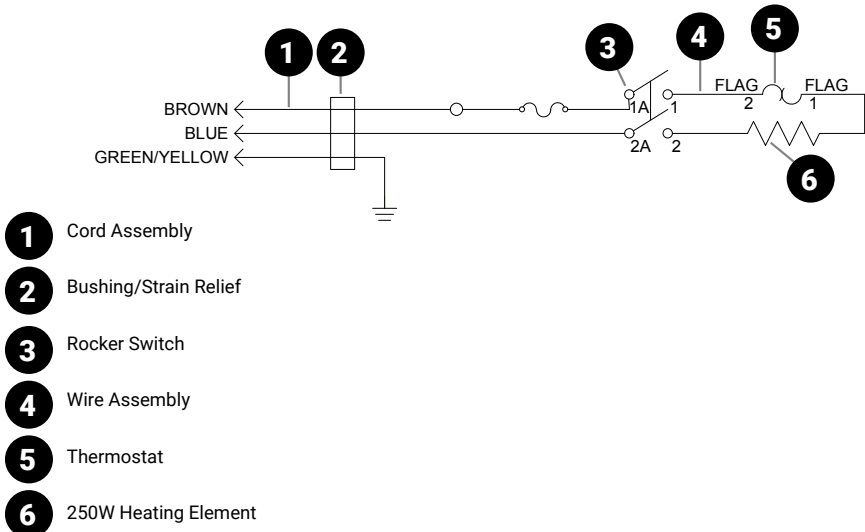 1 2 3 4 5
BROWN 1A 1 FLAG 2 FLAG 1
BLUE 2A 2
GREEN/YELLOW
6
1 Cord Assembly
2 Bushing/Strain Relief
3 Rocker Switch
4 Wire Assembly
5 Thermostat
6 250W Heating Element